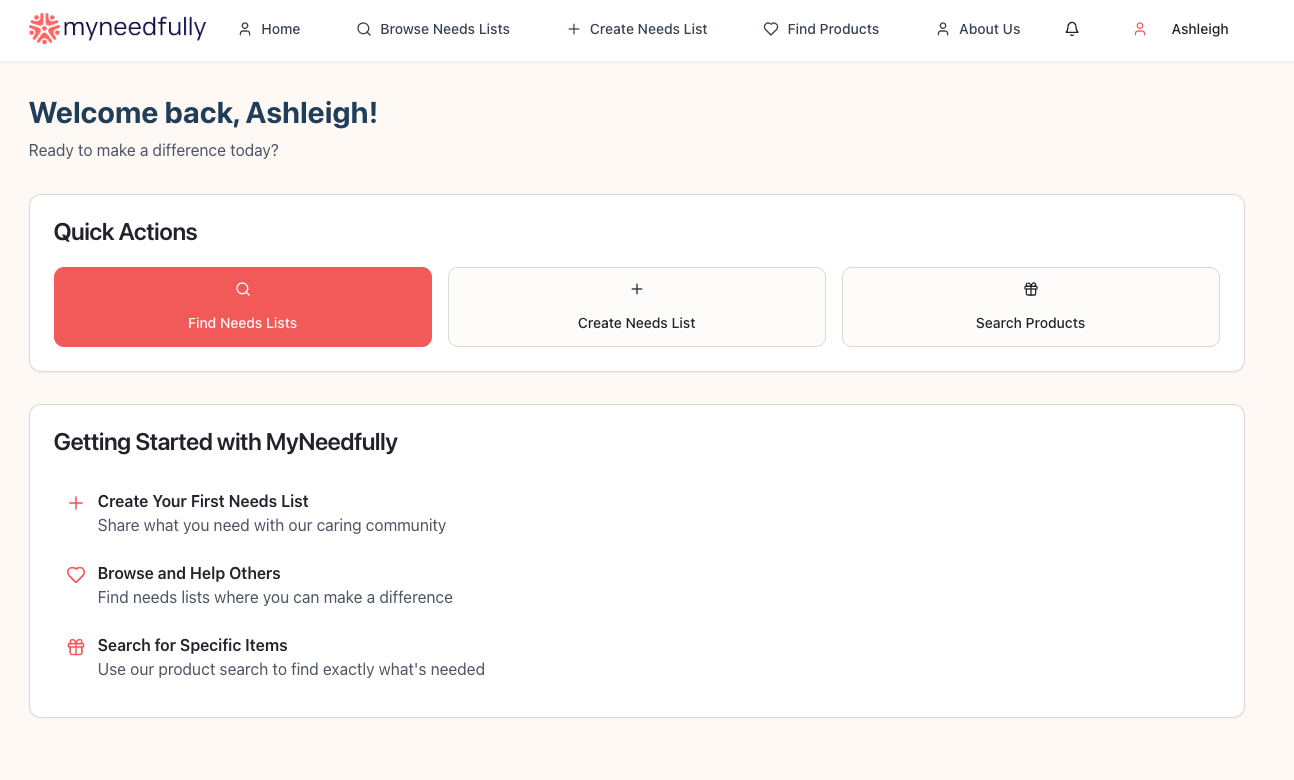 myneedfully
Home
Browse Needs Lists
Create Needs List
Find Products
About Us
Ashleigh
Welcome back, Ashleigh!
Ready to make a difference today?
Quick Actions
Find Needs Lists
Create Needs List
Search Products
Getting Started with MyNeedfully
Create Your First Needs List
Share what you need with our caring community
Browse and Help Others
Find needs lists where you can make a difference
Search for Specific Items
Use our product search to find exactly what's needed